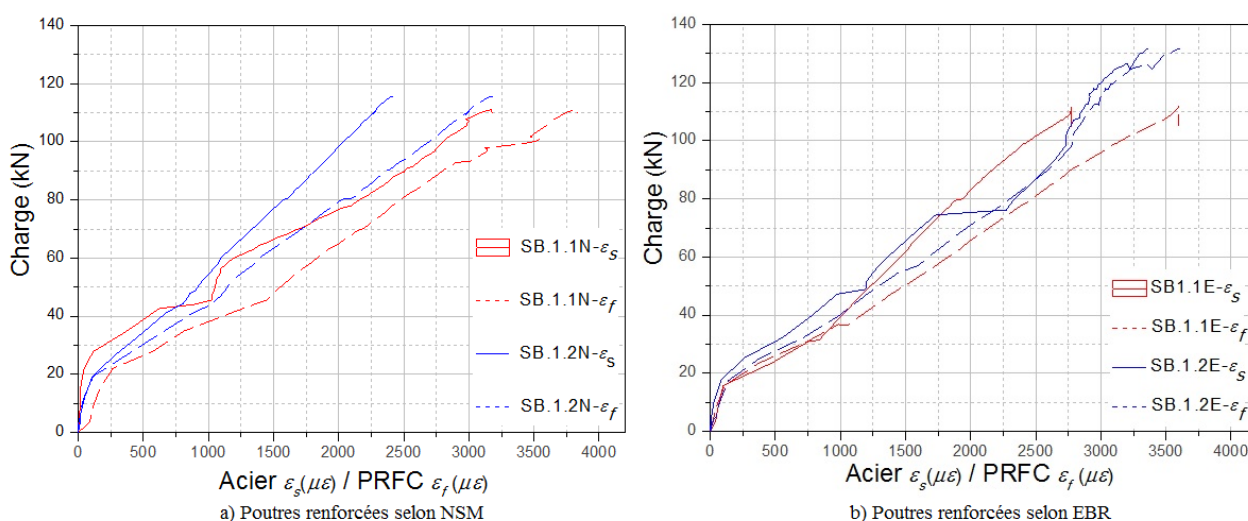 140
120
100
80
60
40
20
0
Charge (kN)
SB.1.1N-εs
SB.1.1N-εf
SB.1.2N-εs
SB.1.2N-εf
0 500 1000 1500 2000 2500 3000 3500 4000
Acier εs(με) / PRFC εf (με)
a) Poutres renforcées selon NSM
140
120
100
80
60
40
20
0
Charge (kN)
SB1.1E-εs
SB.1.1E-εf
SB.1.2E-εs
SB.1.2E-εf
0 500 1000 1500 2000 2500 3000 3500 4000
Acier εs(με) / PRFC εf (με)
b) Poutres renforcées selon EBR